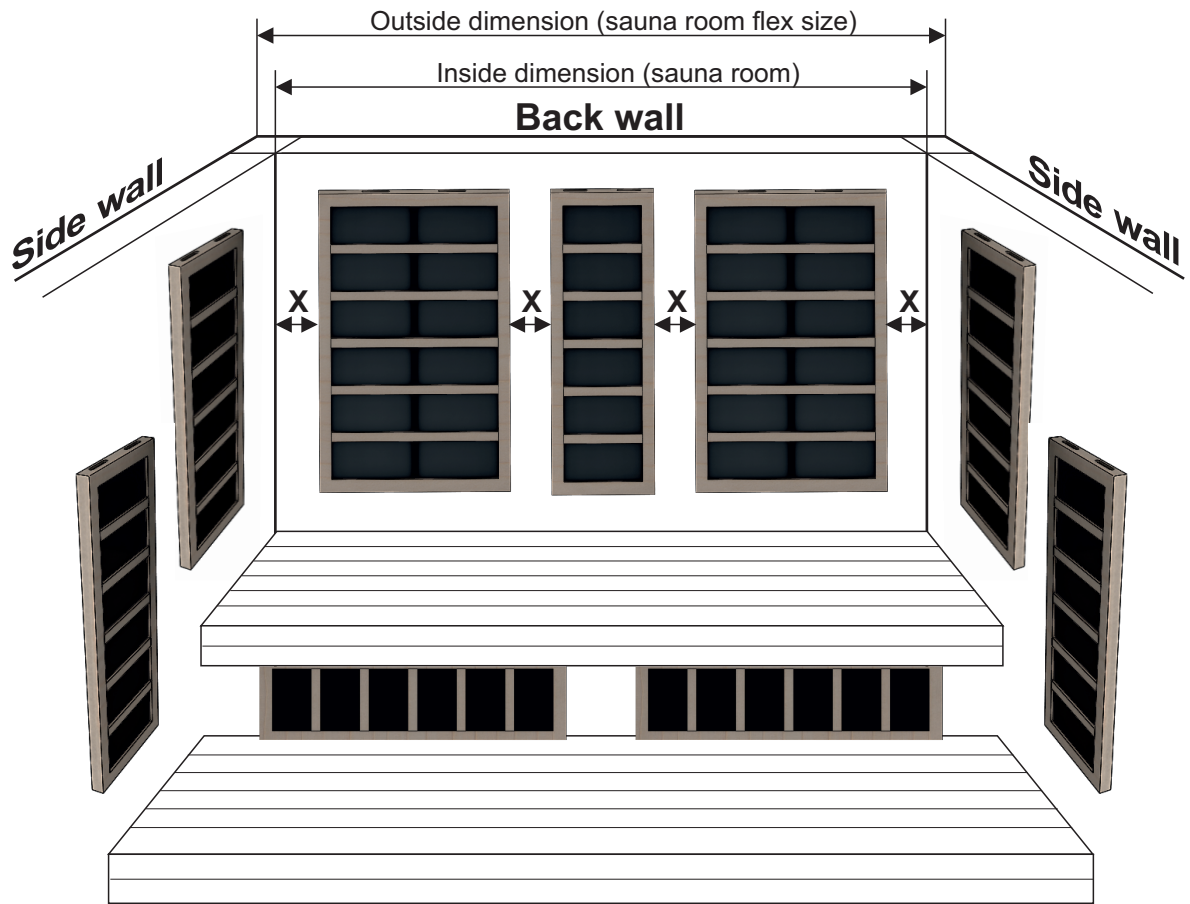 Outside dimension (sauna room flex size)
Inside dimension (sauna room)
Back wall
Side wall
Side wall
X
X
X
X